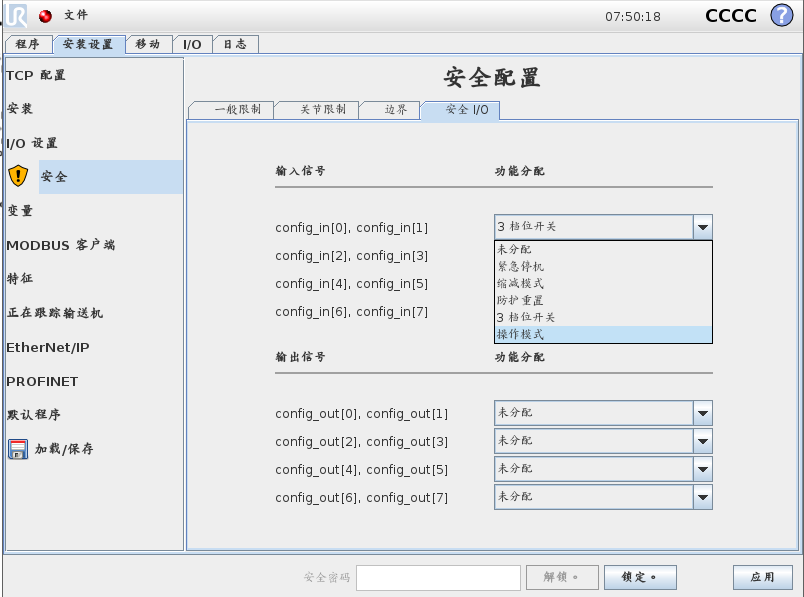 UR 文件 07:50:18 CCCC ?
程序 安装设置 移动 I/O 日志
TCP 配置
安装
I/O 设置
安全
变量
MODBUS 客户端
特征
正在跟踪输送机
EtherNet/IP
PROFINET
默认程序
加载/保存
安全配置
一般限制 关节限制 边界 安全 I/O
输入信号 功能分配
config_in[0], config_in[1] 3 档位开关
config_in[2], config_in[3]
config_in[4], config_in[5]
config_in[6], config_in[7]
未分配
紧急停机
缩减模式
防护重置
3 档位开关
操作模式
输出信号 功能分配
config_out[0], config_out[1] 未分配
config_out[2], config_out[3] 未分配
config_out[4], config_out[5] 未分配
config_out[6], config_out[7] 未分配
安全密码 解锁。 锁定。 应用